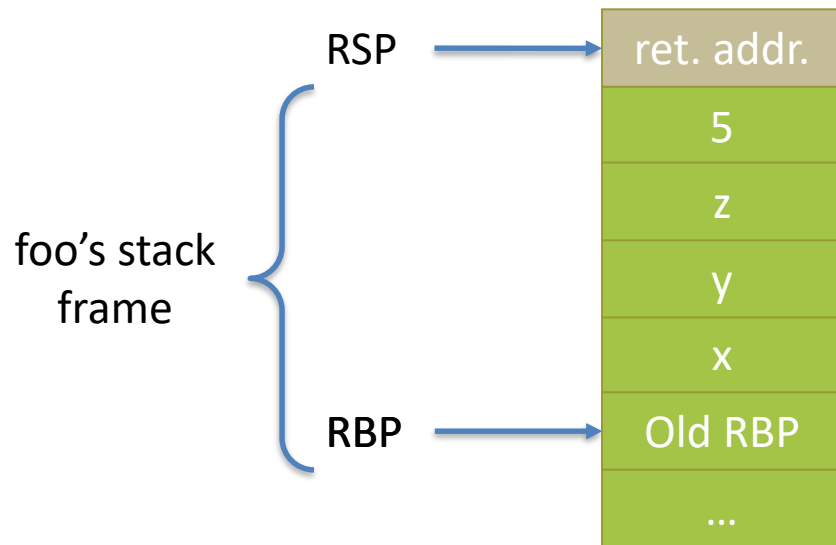 RSP
ret. addr.
5
z
foo’s stack
frame
y
x
RBP
Old RBP
...